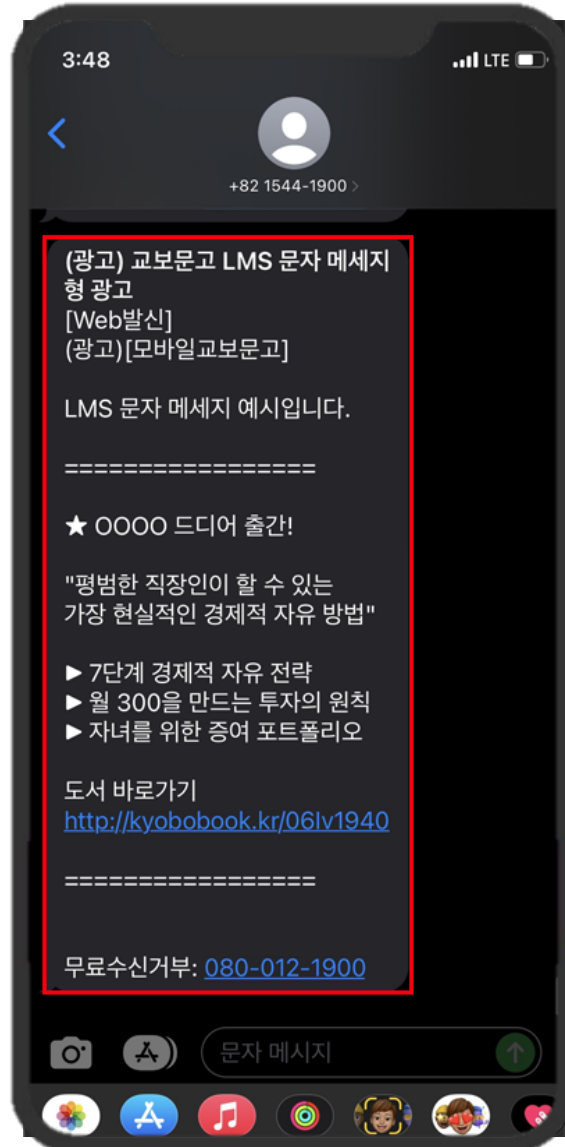 3:48
LTE
+82 1544-1900 >
(광고) 교보문고 LMS 문자 메세지
형 광고
[Web발신]
(광고)[모바일교보문고]
LMS 문자 메세지 예시입니다.
=================
★ OOOO 드디어 출간!
"평범한 직장인이 할 수 있는
가장 현실적인 경제적 자유 방법"
▶ 7단계 경제적 자유 전략
▶ 월 300을 만드는 투자의 원칙
▶ 자녀를 위한 증여 포트폴리오
도서 바로가기
http://kyobobook.kr/06Iv1940
=================
무료수신거부: 080-012-1900
문자 메시지